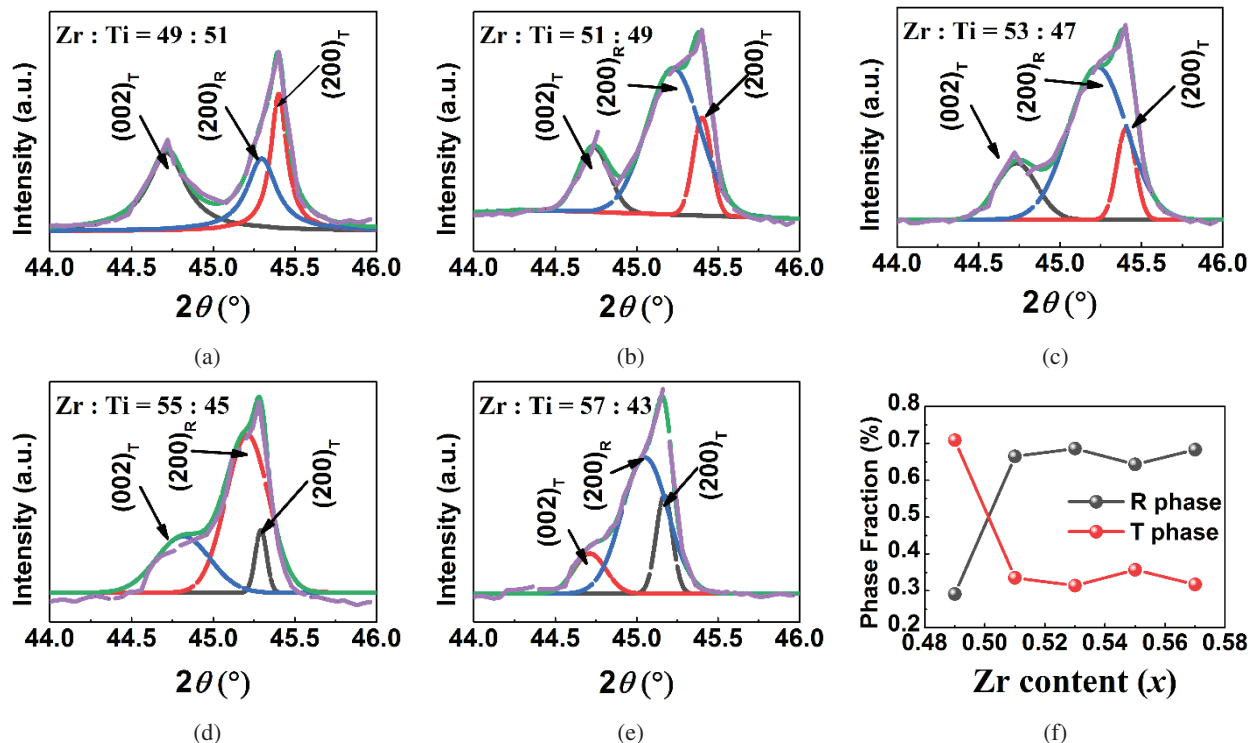 Zr : Ti = 49 : 51
(002)T
(200)R
(200)T
Intensity (a.u.)
44.0 44.5 45.0 45.5 46.0
2θ (°)
(a)
Zr : Ti = 51 : 49
(002)T
(200)R
(200)T
Intensity (a.u.)
44.0 44.5 45.0 45.5 46.0
2θ (°)
(b)
Zr : Ti = 53 : 47
(002)T
(200)R
(200)T
Intensity (a.u.)
44.0 44.5 45.0 45.5 46.0
2θ (°)
(c)
Zr : Ti = 55 : 45
(002)T
(200)R
(200)T
Intensity (a.u.)
44.0 44.5 45.0 45.5 46.0
2θ (°)
(d)
Zr : Ti = 57 : 43
(002)T
(200)R
(200)T
Intensity (a.u.)
44.0 44.5 45.0 45.5 46.0
2θ (°)
(e)
Phase Fraction (%)
0.8
0.7
0.6
0.5
0.4
0.3
0.2
R phase
T phase
0.48 0.50 0.52 0.54 0.56 0.58
Zr content (x)
(f)